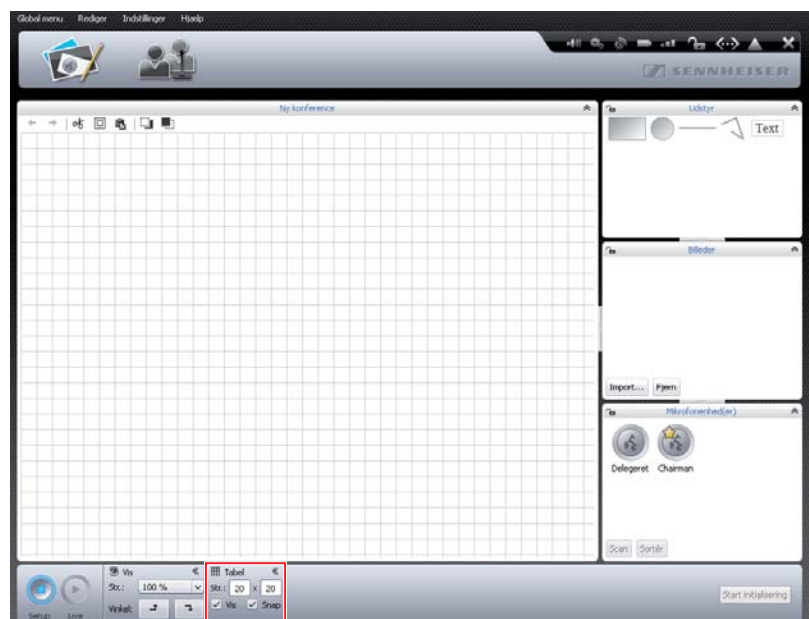 Global menu Rediger Indstillinger Hjælp
SENNHEISER
Ny konference
Udstyr
Text
Billeder
Import... Fjern
Mikrofonenhed(er)
Delegeret Chairman
Scan Sortér
Vis
Str.: 100 %
Vinkel:
Tabel
Str.: 20 x 20
Vis Snap
Setup Live
Start initialisering